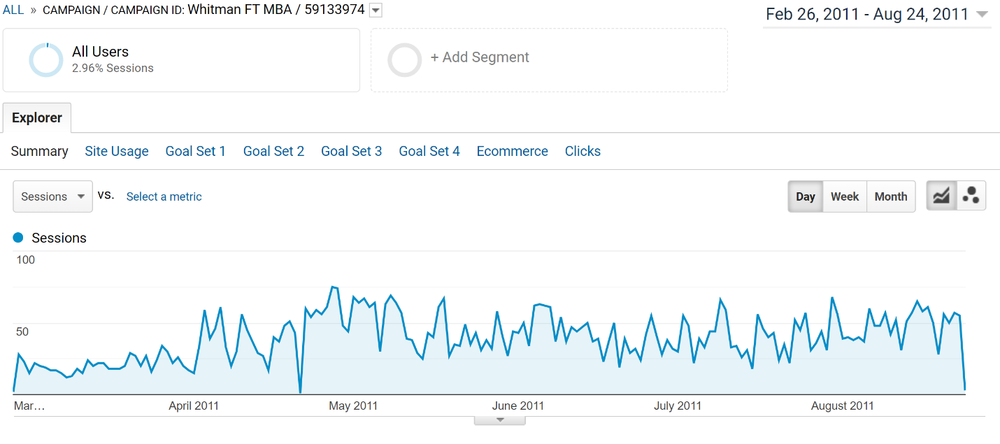 ALL » CAMPAIGN / CAMPAIGN ID: Whitman FT MBA / 59133974
Feb 26, 2011 - Aug 24, 2011
All Users
2.96% Sessions
+ Add Segment
Explorer
Summary Site Usage Goal Set 1 Goal Set 2 Goal Set 3 Goal Set 4 Ecommerce Clicks
Sessions VS. Select a metric
Day Week Month
Sessions
100
50
Mar… April 2011 May 2011 June 2011 July 2011 August 2011